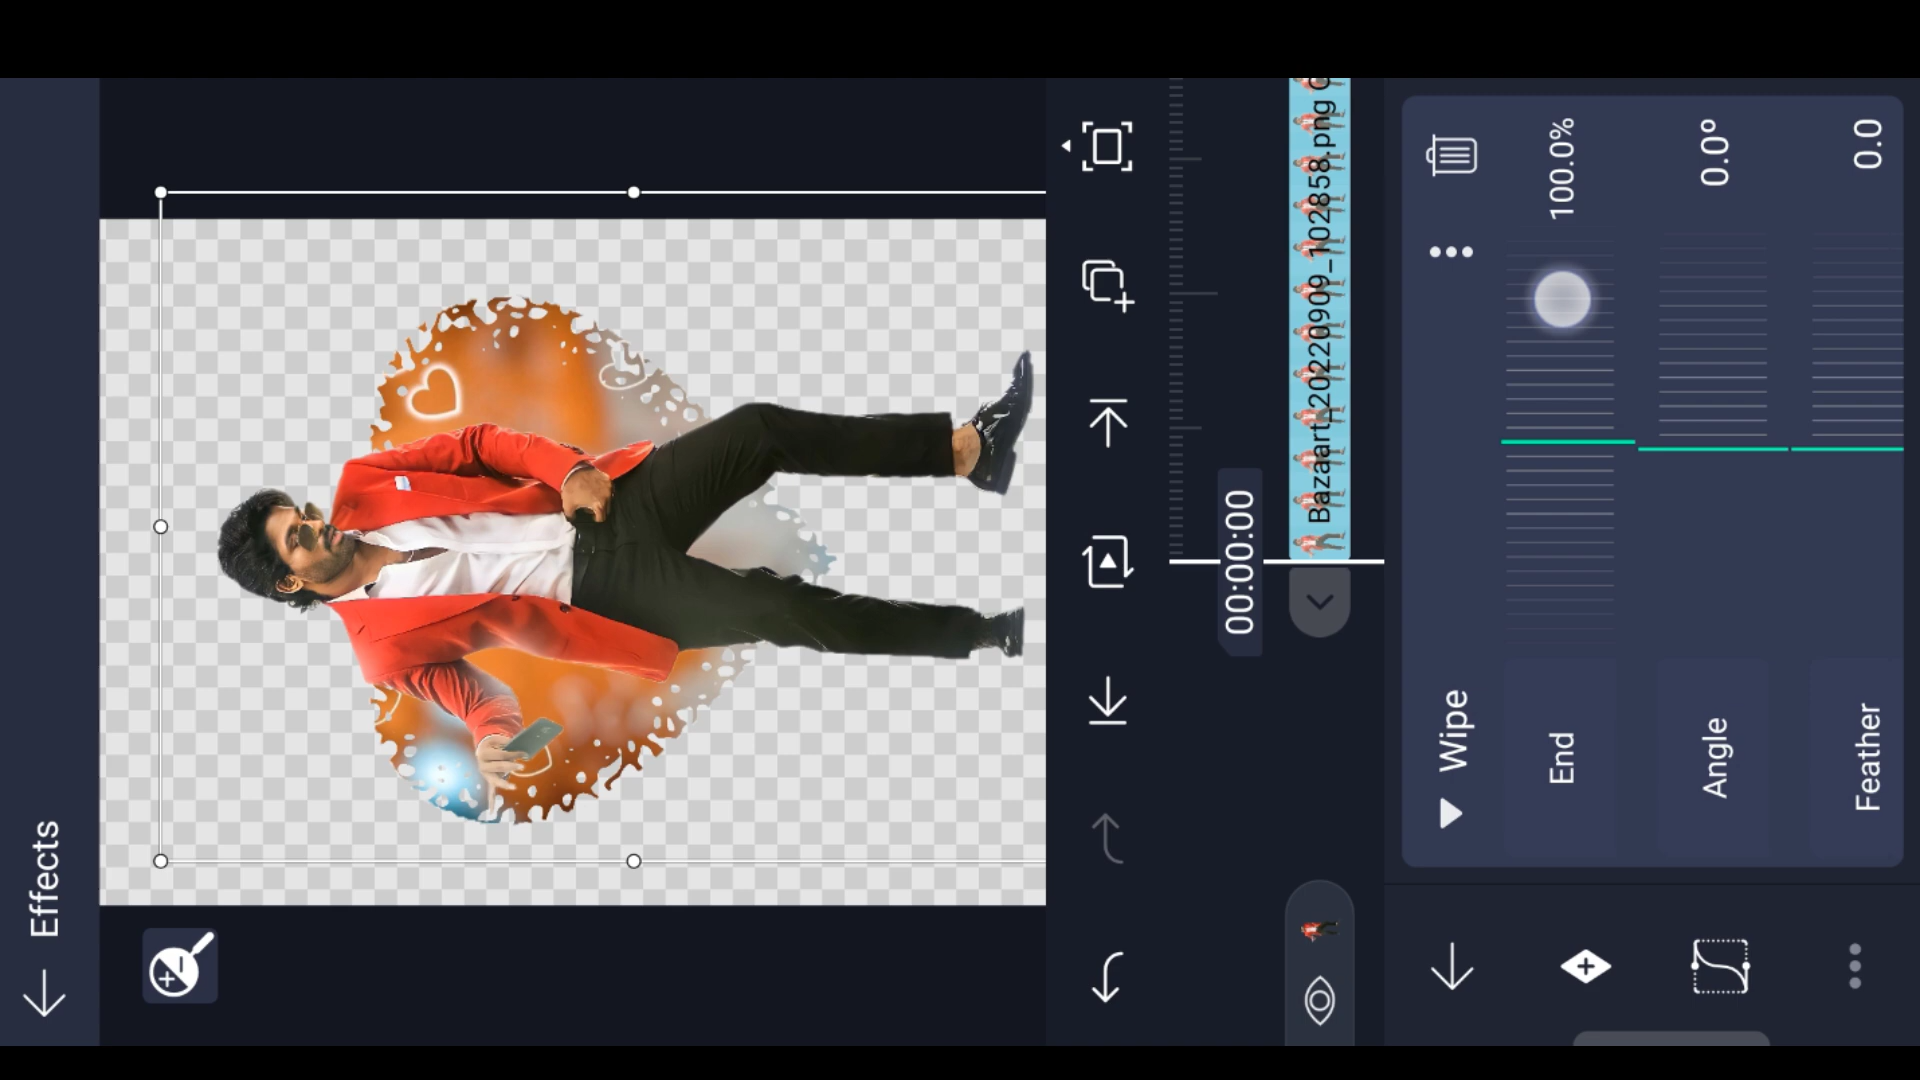 Effects
00:00:00
Bazaart_20220909_102858.png
Wipe
End
100.0%
Angle
0.0°
Feather
0.0